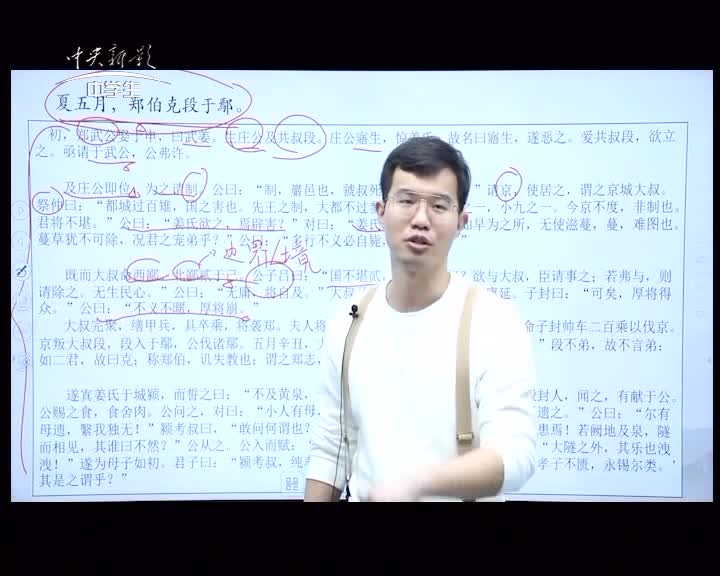 中央新影
中学生
夏五月，郑伯克段于鄢。
初，郑武公娶于申，曰武姜。生庄公及共叔段。庄公寤生，惊姜氏，故名曰寤生，遂恶之。爱共叔段，欲立
之。亟请于武公，公弗许。
及庄公即位，为之请制。公曰：“制，巖邑也，虢叔死 ”请京，使居之，谓之京城大叔。
祭仲曰：“都城过百雉，国之害也。先王之制，大都不过 一，小九之一。今京不度，非制也。
君将不堪。”公曰：“姜氏欲之，焉辟害？”对曰：“姜氏 如早为之所，无使滋蔓，蔓，难图也。
蔓草犹不可除，况君之宠弟乎？”公 行不义必自毙
边界/境
既而大叔命西鄙、北鄙贰于己。公子吕曰：“国不堪贰， ？欲与大叔，臣请事之；若弗与，则
请除之。无生民心。”公曰：“无庸，将自及。”大叔 廪延。子封曰：“可矣，厚将得
众。”公曰：“不义不暱，厚将崩。”
大叔完聚，缮甲兵，具卒乘，将袭郑。夫人将 命子封帅车二百乘以伐京。
京叛大叔段，段入于鄢，公伐诸鄢。五月辛丑，大 ”段不弟，故不言弟；
如二君，故曰克；称郑伯，讥失教也；谓之郑志，
遂寘姜氏于城颍，而誓之曰：“不及黄泉， 封人，闻之，有献于公。
公赐之食，食舍肉。公问之，对曰：“小人有母， 遗之。”公曰：“尔有
母遗，繄我独无！”颍考叔曰：“敢问何谓也？ 患焉！若阙地及泉，隧
而相见，其谁曰不然？”公从之。公入而赋： “大隧之外，其乐也洩
洩！”遂为母子如初。君子曰：“颍考叔，纯孝 孝子不匮，永锡尔类。’
其是之谓乎？”